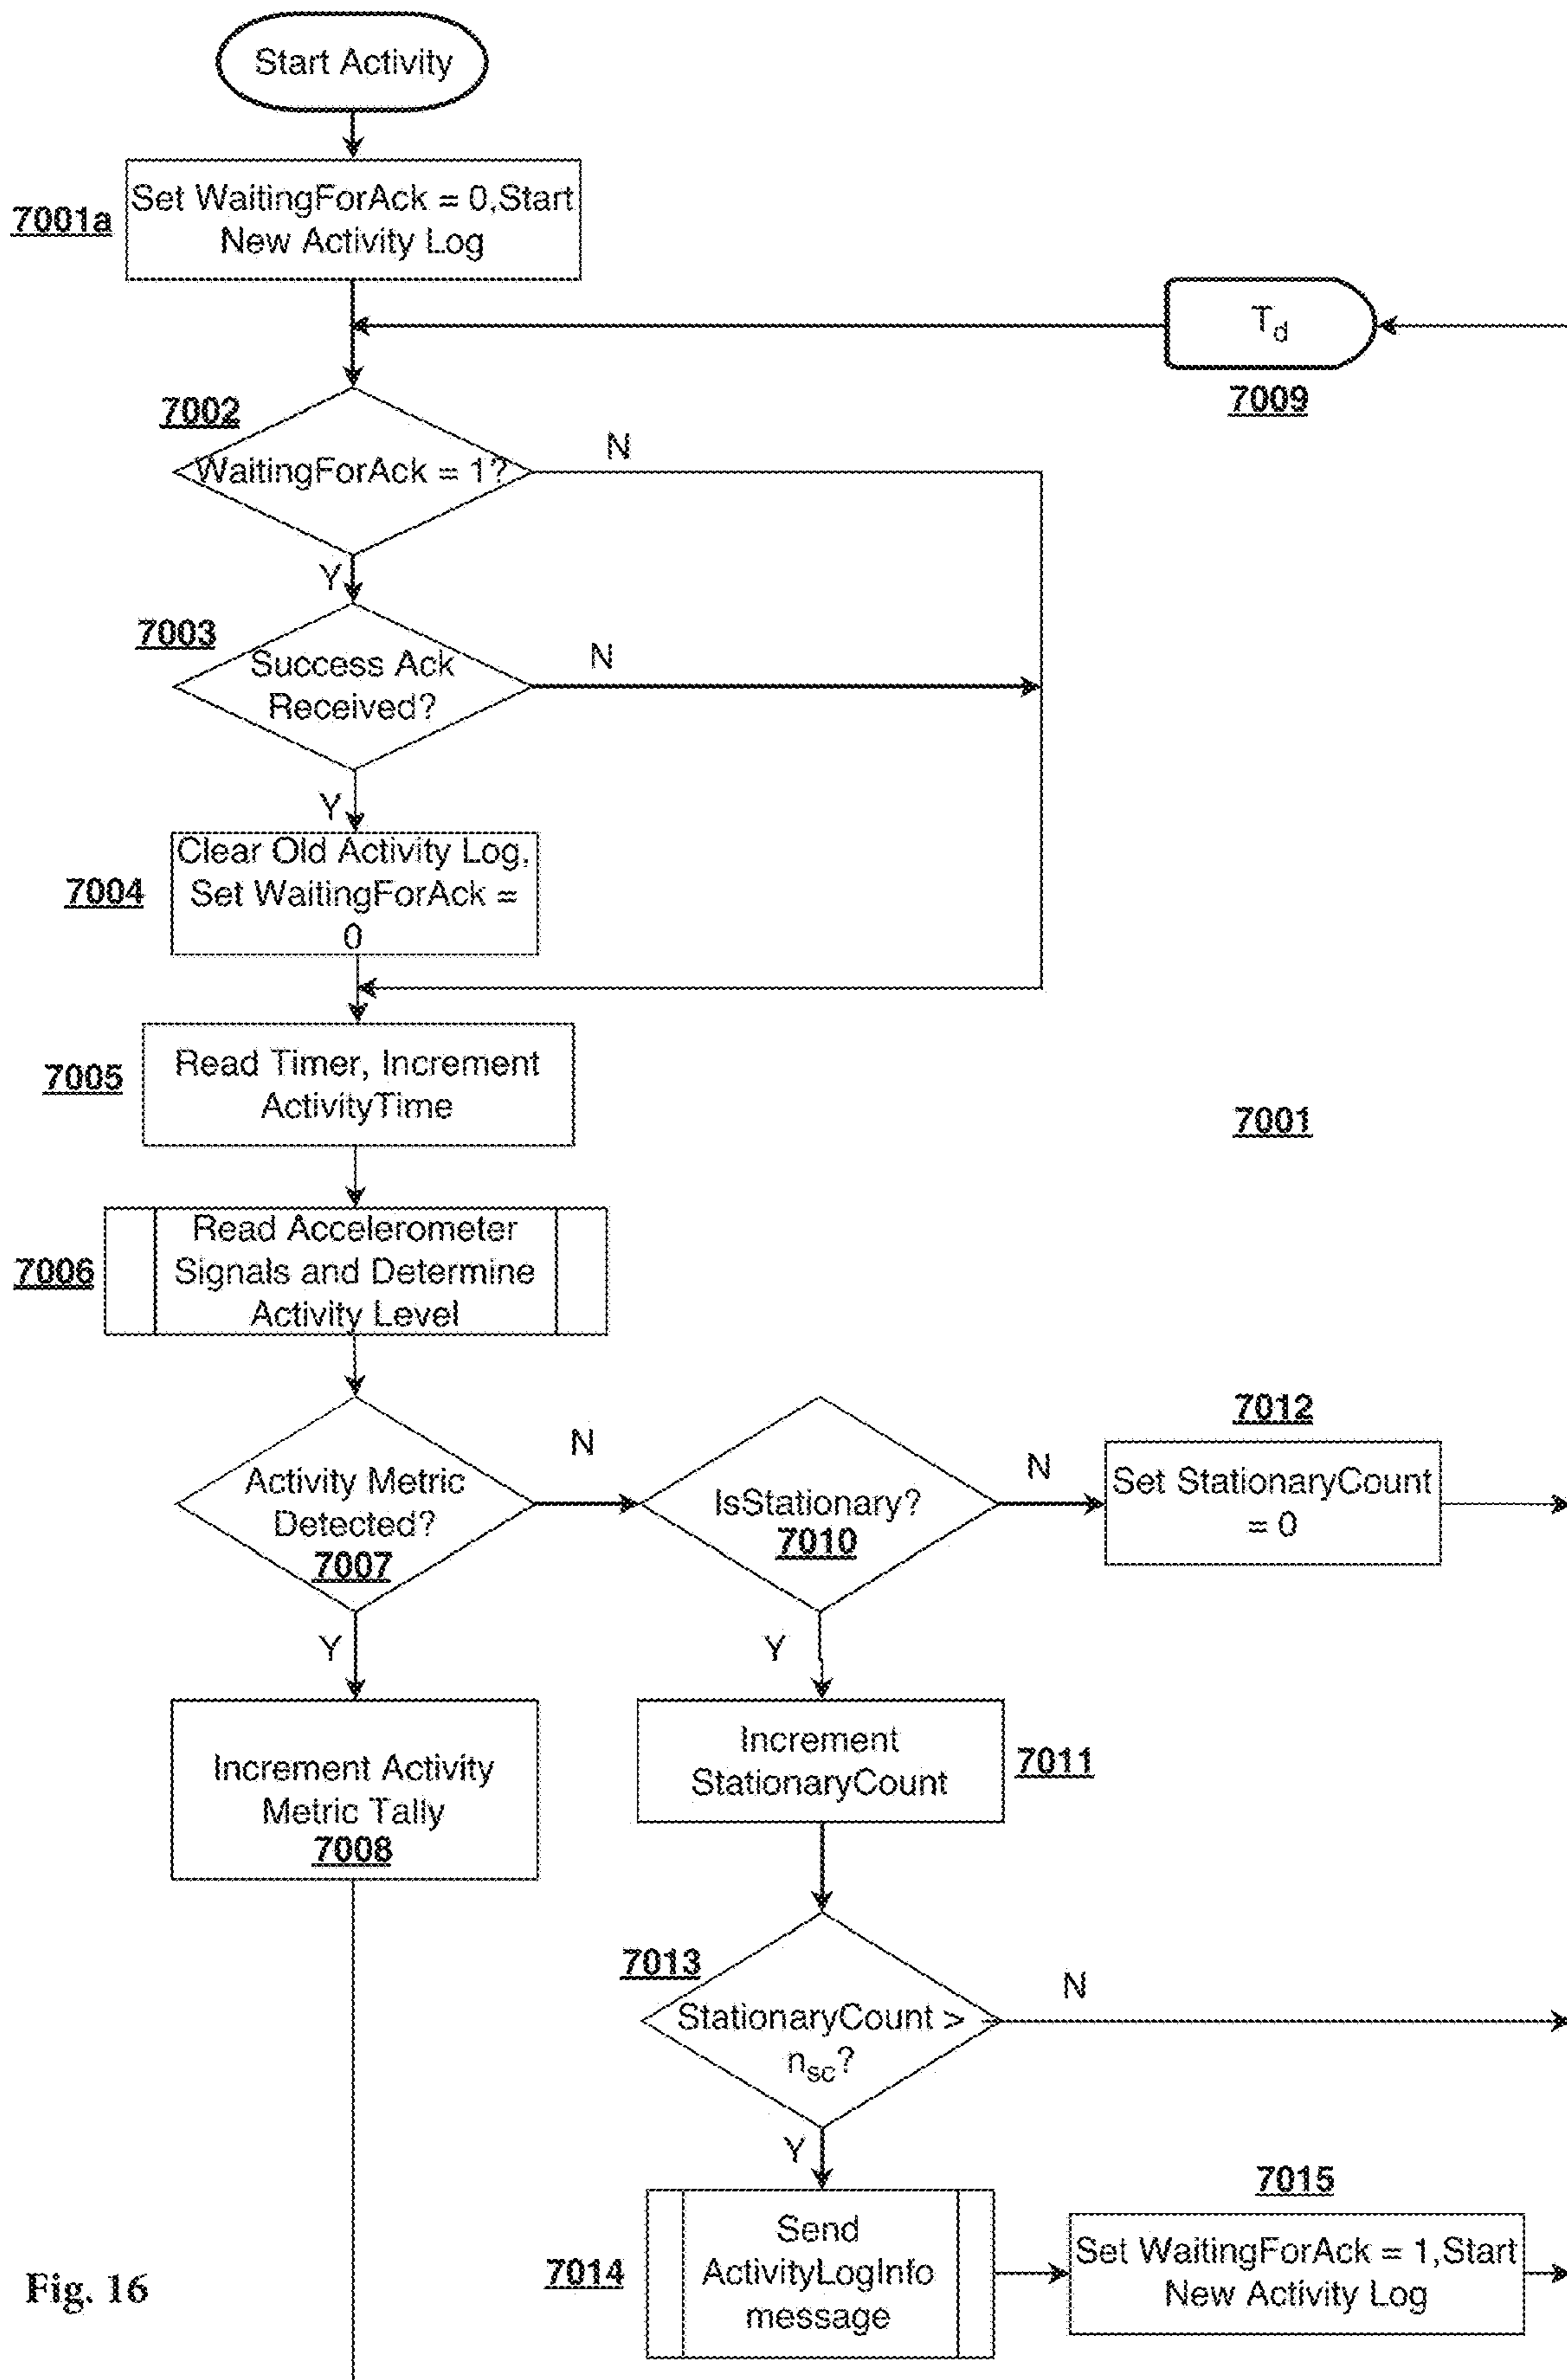 Start Activity
7001a
Set WaitingForAck = 0,Start
New Activity Log
T_d
7009
7002
WaitingForAck = 1?
N
Y
7003
Success Ack
Received?
N
Y
7004
Clear Old Activity Log,
Set WaitingForAck =
0
7005
Read Timer, Increment
ActivityTime
7001
7006
Read Accelerometer
Signals and Determine
Activity Level
7007
Activity Metric
Detected?
N
Y
IsStationary?
7010
N
Y
7012
Set StationaryCount
= 0
Increment Activity
Metric Tally
7008
Increment
StationaryCount
7011
7013
StationaryCount >
n_sc?
N
Y
7014
Send
ActivityLogInfo
message
7015
Set WaitingForAck = 1,Start
New Activity Log
Fig. 16